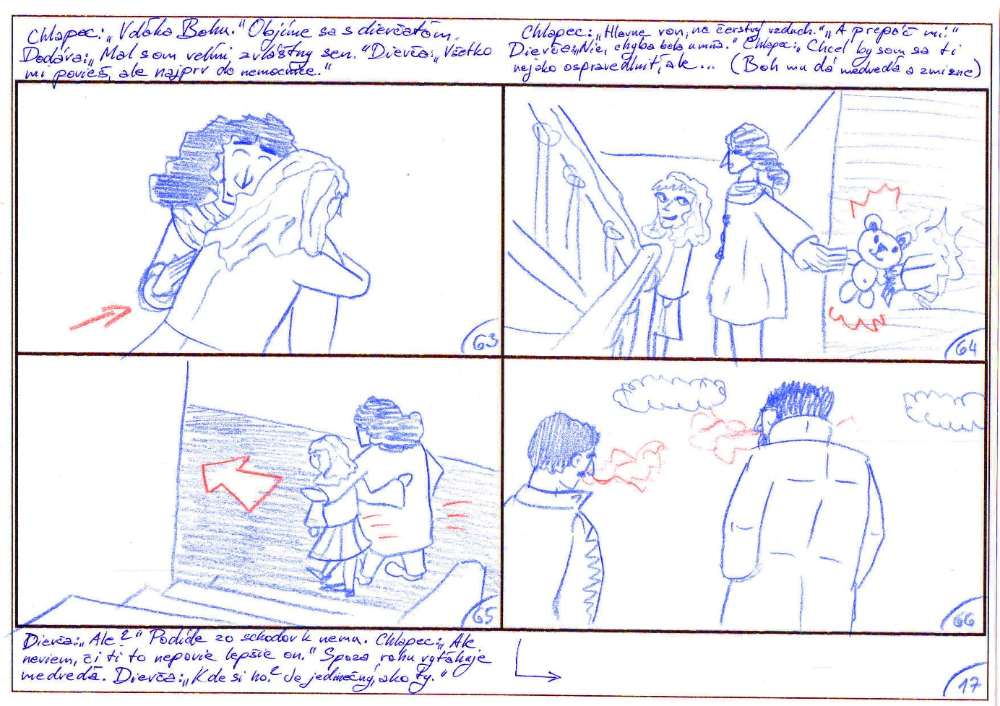 Chlapec: „Vďaka Bohu.“ Objíme sa s dievčaťom.
Dodáva: „Mal som veľmi zvláštny sen.“ Dievča: „Všetko
mi povieš, ale najprv do nemocnice.“
Chlapec: „Hlavne von, na čerstvý vzduch.“ „A prepáč mi.“
Dievča: „Nie, chyba bola u mňa.“ Chlapec: „Chcel by som sa ti
nejako ospravedlniť, ale... (Boh mu dá medveďa a zmizne)
63
64
65
66
Dievča: „Ale?“ Podíde zo schodov k nemu. Chlapec: „Ale
neviem, či ti to nepovie lepšie on.“ Spoza rohu vyťahuje
medveďa. Dievča: „Kde si ho? Je jedinečný, ako ty.“
17